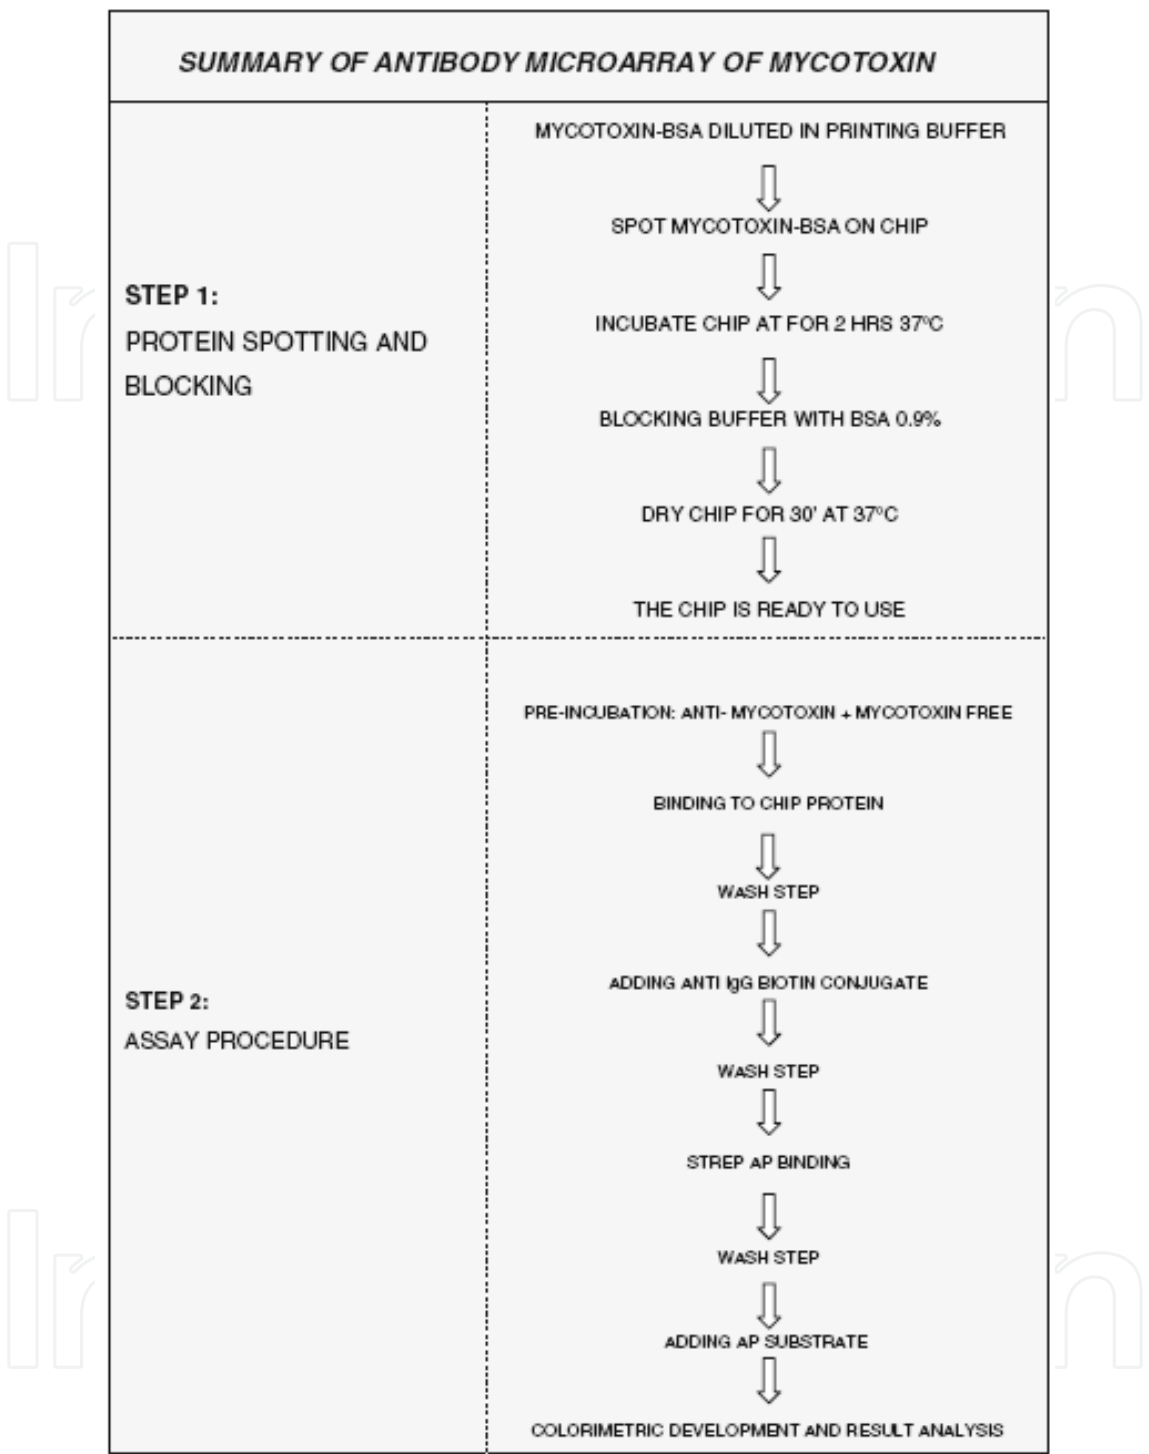 SUMMARY OF ANTIBODY MICROARRAY OF MYCOTOXIN
STEP 1:
PROTEIN SPOTTING AND
BLOCKING
MYCOTOXIN-BSA DILUTED IN PRINTING BUFFER
SPOT MYCOTOXIN-BSA ON CHIP
INCUBATE CHIP AT FOR 2 HRS 37ºC
BLOCKING BUFFER WITH BSA 0.9%
DRY CHIP FOR 30' AT 37ºC
THE CHIP IS READY TO USE
STEP 2:
ASSAY PROCEDURE
PRE-INCUBATION: ANTI- MYCOTOXIN + MYCOTOXIN FREE
BINDING TO CHIP PROTEIN
WASH STEP
ADDING ANTI IgG BIOTIN CONJUGATE
WASH STEP
STREP AP BINDING
WASH STEP
ADDING AP SUBSTRATE
COLORIMETRIC DEVELOPMENT AND RESULT ANALYSIS